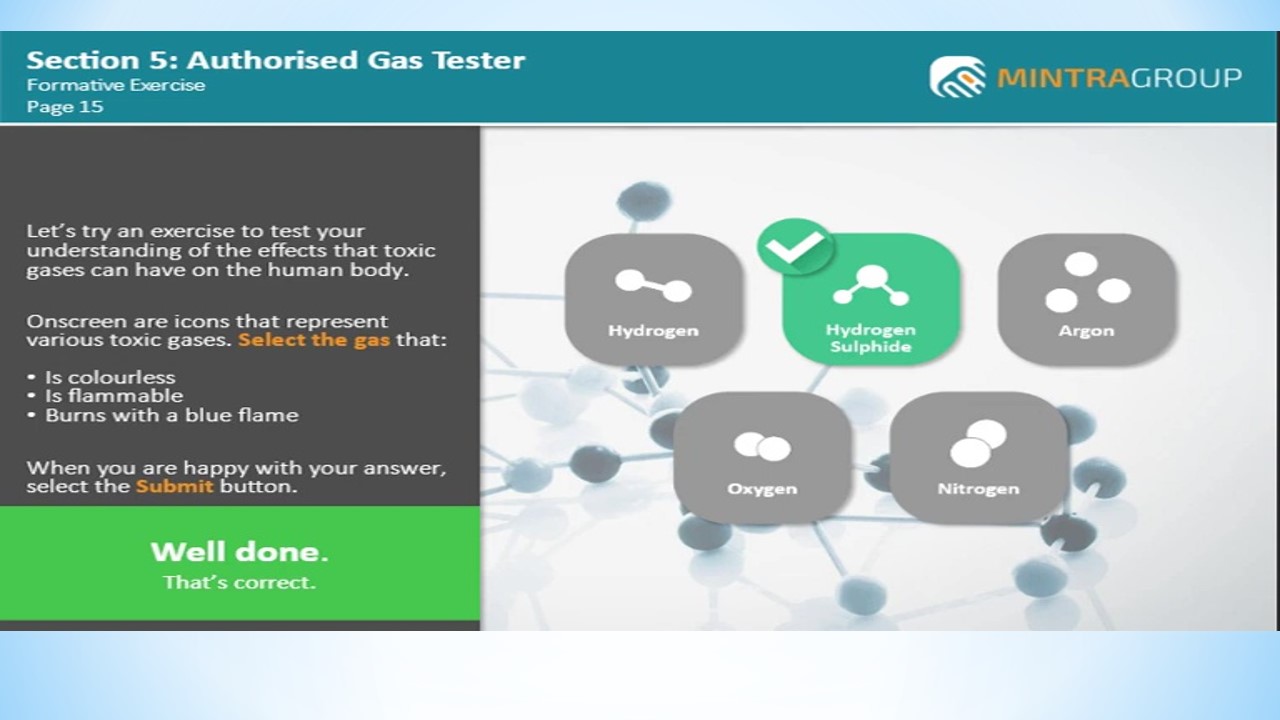 Section 5: Authorised Gas Tester
Formative Exercise
Page 15
MINTRAGROUP
Let's try an exercise to test your
understanding of the effects that toxic
gases can have on the human body.
Onscreen are icons that represent
various toxic gases. Select the gas that:
• Is colourless
• Is flammable
• Burns with a blue flame
When you are happy with your answer,
select the Submit button.
Well done.
That's correct.
Hydrogen
Hydrogen
Sulphide
Argon
Oxygen
Nitrogen